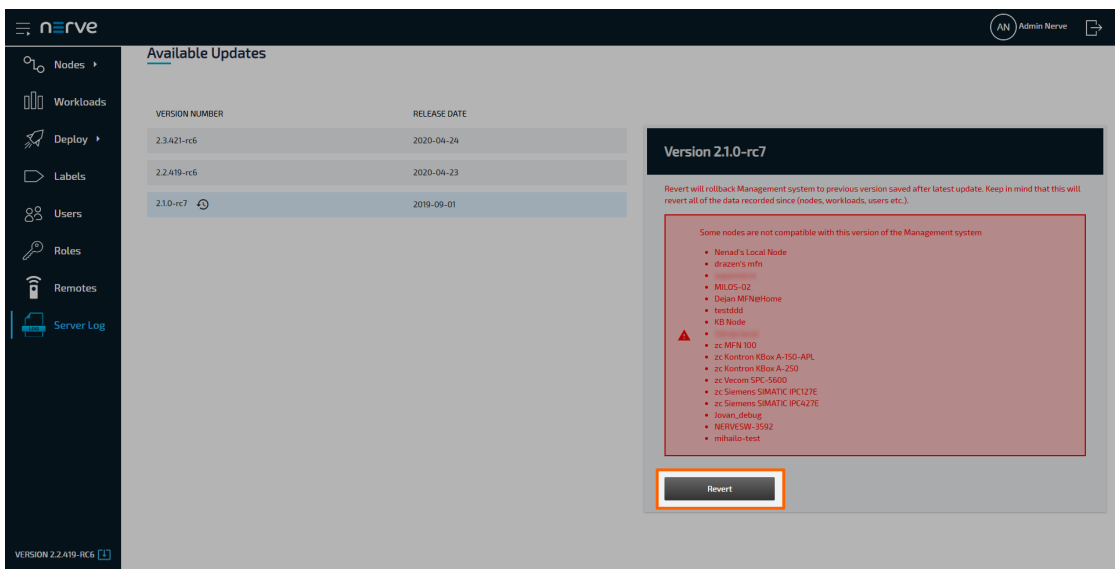 nerve
AN Admin Nerve
Nodes
Workloads
Deploy
Labels
Users
Roles
Remotes
LOG Server Log
VERSION 2.2.419-RC6
Available Updates
VERSION NUMBER RELEASE DATE
2.3.421-rc6 2020-04-24
2.2.419-rc6 2020-04-23
2.1.0-rc7 2019-09-01
Version 2.1.0-rc7
Revert will rollback Management system to previous version saved after latest update. Keep in mind that this will
revert all of the data recorded since (nodes, workloads, users etc.).
Some nodes are not compatible with this version of the Management system
Nenad's Local Node
drazen's mfn
MILOS-02
Dejan MFN@Home
testddd
KB Node
zc MFN 100
zc Kontron KBox A-150-APL
zc Kontron KBox A-250
zc Vecom SPC-5600
zc Siemens SIMATIC IPC127E
zc Siemens SIMATIC IPC427E
Jovan_debug
NERVESW-3592
mihailo-test
Revert